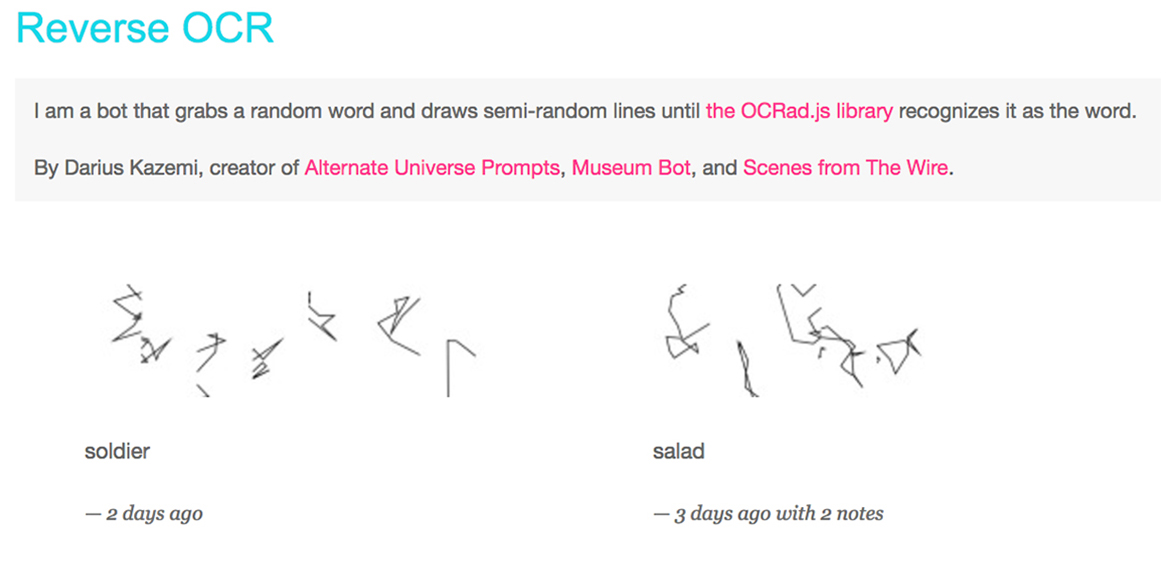 Reverse OCR
I am a bot that grabs a random word and draws semi-random lines until the OCRad.js library recognizes it as the word.
By Darius Kazemi, creator of Alternate Universe Prompts, Museum Bot, and Scenes from The Wire.
soldier
salad
— 2 days ago
— 3 days ago with 2 notes